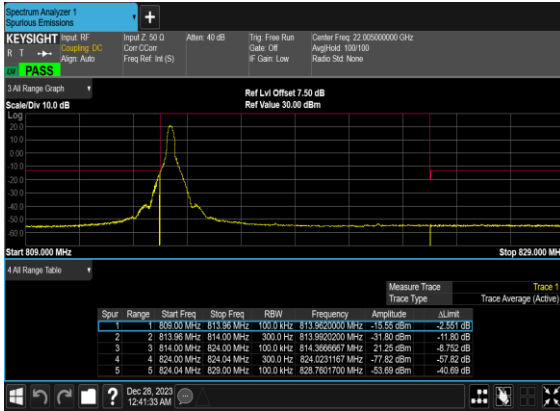 Spectrum Analyzer 1
Spurious Emissions
KEYSIGHT Input: RF Input Z: 50 Ω Atten: 40 dB Trig: Free Run Center Freq: 22.005000000 GHz
R T Coupling: DC Corr CCorr Gate: Off Avg|Hold: 100/100
Align: Auto Freq Ref: Int (S) IF Gain: Low Radio Std: None
PASS
3 All Range Graph
Ref Lvl Offset 7.50 dB
Scale/Div 10.0 dB Ref Value 30.00 dBm
Log
20.0
10.0
0.00
-10.0
-20.0
-30.0
-40.0
-50.0
-60.0
Start 809.000 MHz Stop 829.000 MH
4 All Range Table
Measure Trace Trace 1
Trace Type Trace Average (Active)
Spur Range Start Freq Stop Freq RBW Frequency Amplitude ΔLimit
1 1 809.00 MHz 813.96 MHz 100.0 kHz 813.9620000 MHz -15.55 dBm -2.551 dB
2 2 813.96 MHz 814.00 MHz 300.0 Hz 813.9920200 MHz -31.80 dBm -11.80 dB
3 3 814.00 MHz 824.00 MHz 100.0 kHz 814.3666667 MHz 21.25 dBm -8.752 dB
4 4 824.00 MHz 824.04 MHz 300.0 Hz 824.0231167 MHz -77.82 dBm -57.82 dB
5 5 824.04 MHz 829.00 MHz 100.0 kHz 828.7601700 MHz -53.69 dBm -40.69 dB
Dec 28, 2023
12:41:33 AM